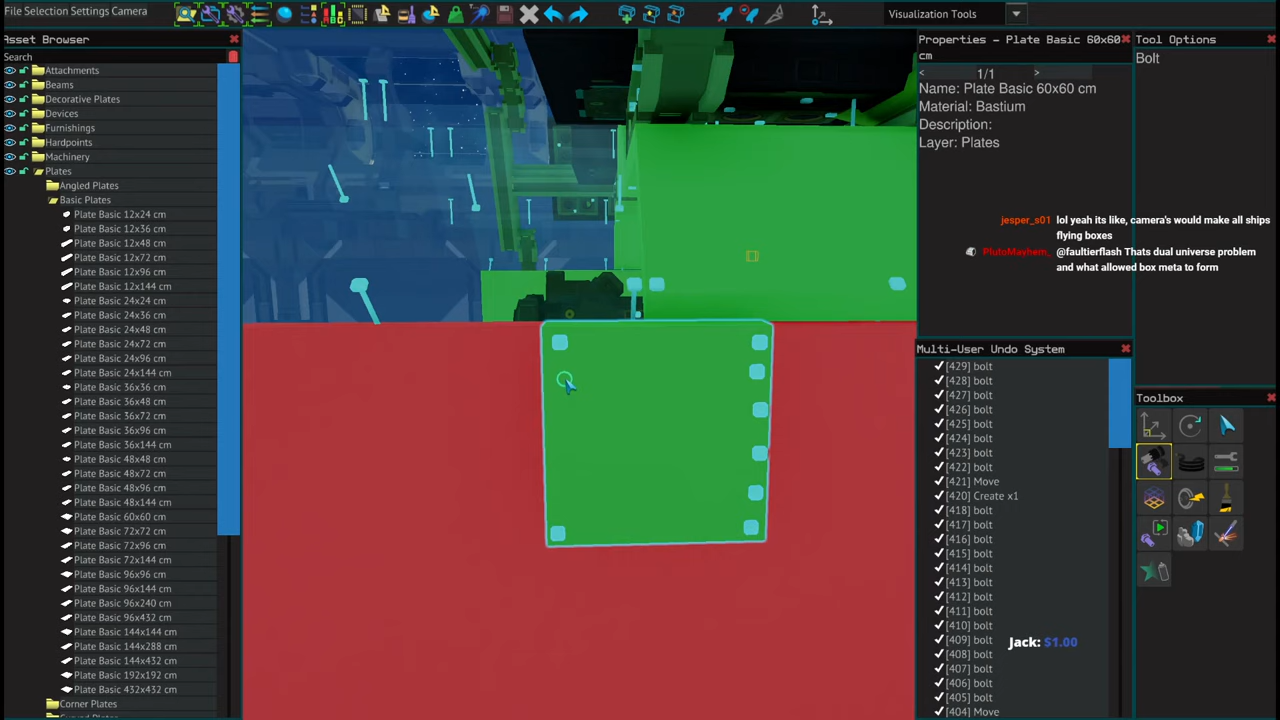 File Selection Settings Camera
Visualization Tools
Asset Browser
Search
Attachments
Beams
Decorative Plates
Devices
Furnishings
Hardpoints
Machinery
Plates
Angled Plates
Basic Plates
Plate Basic 12x24 cm
Plate Basic 12x36 cm
Plate Basic 12x48 cm
Plate Basic 12x72 cm
Plate Basic 12x96 cm
Plate Basic 12x144 cm
Plate Basic 24x24 cm
Plate Basic 24x36 cm
Plate Basic 24x48 cm
Plate Basic 24x72 cm
Plate Basic 24x96 cm
Plate Basic 24x144 cm
Plate Basic 36x36 cm
Plate Basic 36x48 cm
Plate Basic 36x72 cm
Plate Basic 36x96 cm
Plate Basic 36x144 cm
Plate Basic 48x48 cm
Plate Basic 48x72 cm
Plate Basic 48x96 cm
Plate Basic 48x144 cm
Plate Basic 60x60 cm
Plate Basic 72x72 cm
Plate Basic 72x96 cm
Plate Basic 72x144 cm
Plate Basic 96x96 cm
Plate Basic 96x144 cm
Plate Basic 96x240 cm
Plate Basic 96x432 cm
Plate Basic 144x144 cm
Plate Basic 144x288 cm
Plate Basic 144x432 cm
Plate Basic 192x192 cm
Plate Basic 432x432 cm
Corner Plates
Properties - Plate Basic 60x60
cm
< 1/1 >
Name: Plate Basic 60x60 cm
Material: Bastium
Description:
Layer: Plates
Tool Options
Bolt
jesper_s01 lol yeah its like, camera's would make all ships
flying boxes
PlutoMayhem_ @faultierflash Thats dual universe problem
and what allowed box meta to form
Multi-User Undo System
[429] bolt
[428] bolt
[427] bolt
[426] bolt
[425] bolt
[424] bolt
[423] bolt
[422] bolt
[421] Move
[420] Create x1
[418] bolt
[417] bolt
[416] bolt
[415] bolt
[414] bolt
[413] bolt
[412] bolt
[411] bolt
[410] bolt
[409] bolt
[408] bolt
[407] bolt
[406] bolt
[405] bolt
[404] Move
Jack: $1.00
Toolbox